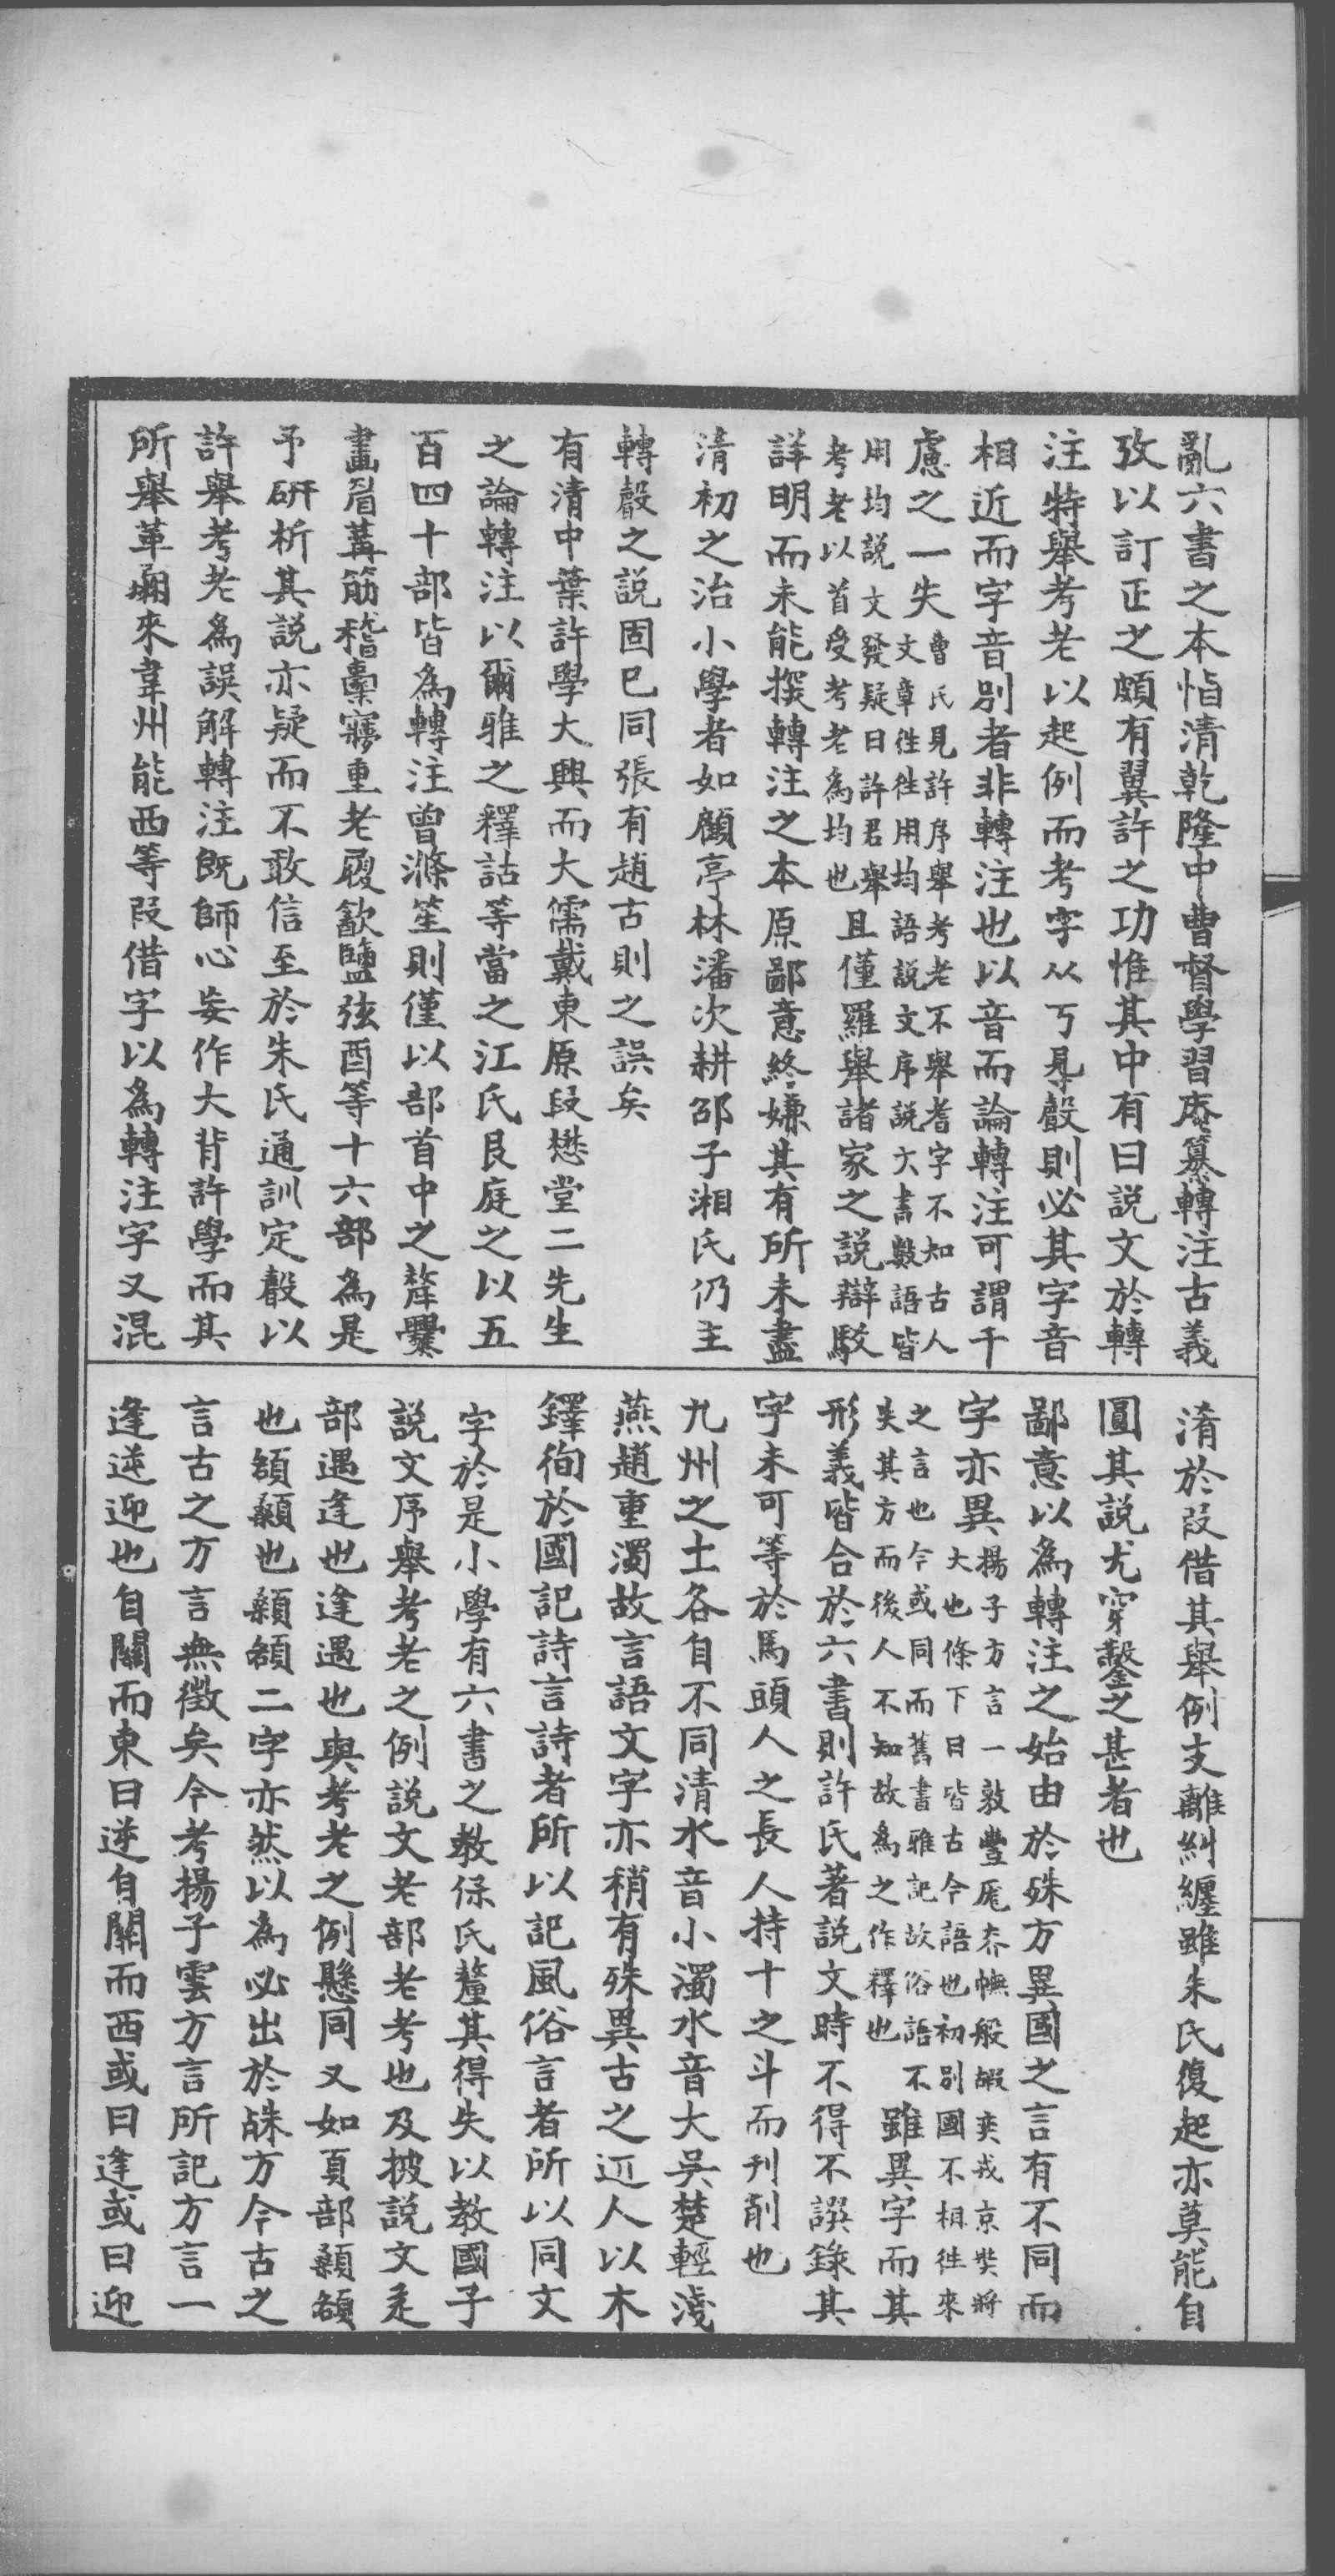 亂六書之本恉清乾隆中曹督學習庵纂轉注古義
攷以訂正之頗有翼許之功惟其中有曰説文於轉
注特舉考老以起例而考字从丂㝵聲則必其字音
相近而字音別者非轉注也以音而論轉注可謂千
慮之一失
曹氏見許序舉考老不舉耆字不知古人
文章往往用均語説文序説六書數語皆
用均説文發疑曰許君舉
考老以首受考老為均也
且僅羅舉諸家之説辯駁
詳明而未能撰轉注之本原鄙意終嫌其有所未盡
清初之治小學者如顧亭林潘次耕邵子湘氏仍主
轉聲之説固已同張有趙古則之誤矣
有清中葉許學大興而大儒戴東原段懋堂二先生
之論轉注以爾雅之釋詁等當之江氏艮庭之以五
百四十部皆為轉注曾滌笙則僅以部首中之犛爨
畫眉冓筋稽橐寢重老履歙鹽弦酉等十六部為是
予研析其説亦疑而不敢信至於朱氏通訓定聲以
許舉考老為誤解轉注既師心妄作大背許學而其
所舉革朋來韋州能西等叚借字以為轉注字又混
淆於叚借其舉例支離糾纏雖朱氏復起亦莫能自
圓其説尤穿鑿之甚者也
鄙意以為轉注之始由於殊方異國之言有不同而
字亦異
揚子方言一敦豐厖夰幠般嘏奕戎京奘將
大也條下曰皆古今語也初別國不相往來
之言也今或同而舊書雅記故俗語不
失其方而後人不知故為之作釋也
雖異字而其
形義皆合於六書則許氏著説文時不得不譔錄其
字未可等於馬頭人之長人持十之斗而刊削也
九州之土各自不同清水音小濁水音大吳楚輕淺
燕趙重濁故言語文字亦稍有殊異古之辺人以木
鐸徇於國記詩言詩者所以記風俗言者所以同文
字於是小學有六書之教保氏釐其得失以教國子
説文序舉考老之例説文老部老考也及披説文辵
部遇逢也逢遇也與考老之例懸同又如頁部顙頟
也頟顙也顙頟二字亦然以為必出於殊方今古之
言古之方言無徵矣今考揚子雲方言所記方言一
逢逆迎也自關而東曰逆自關而西或曰逢或曰迎